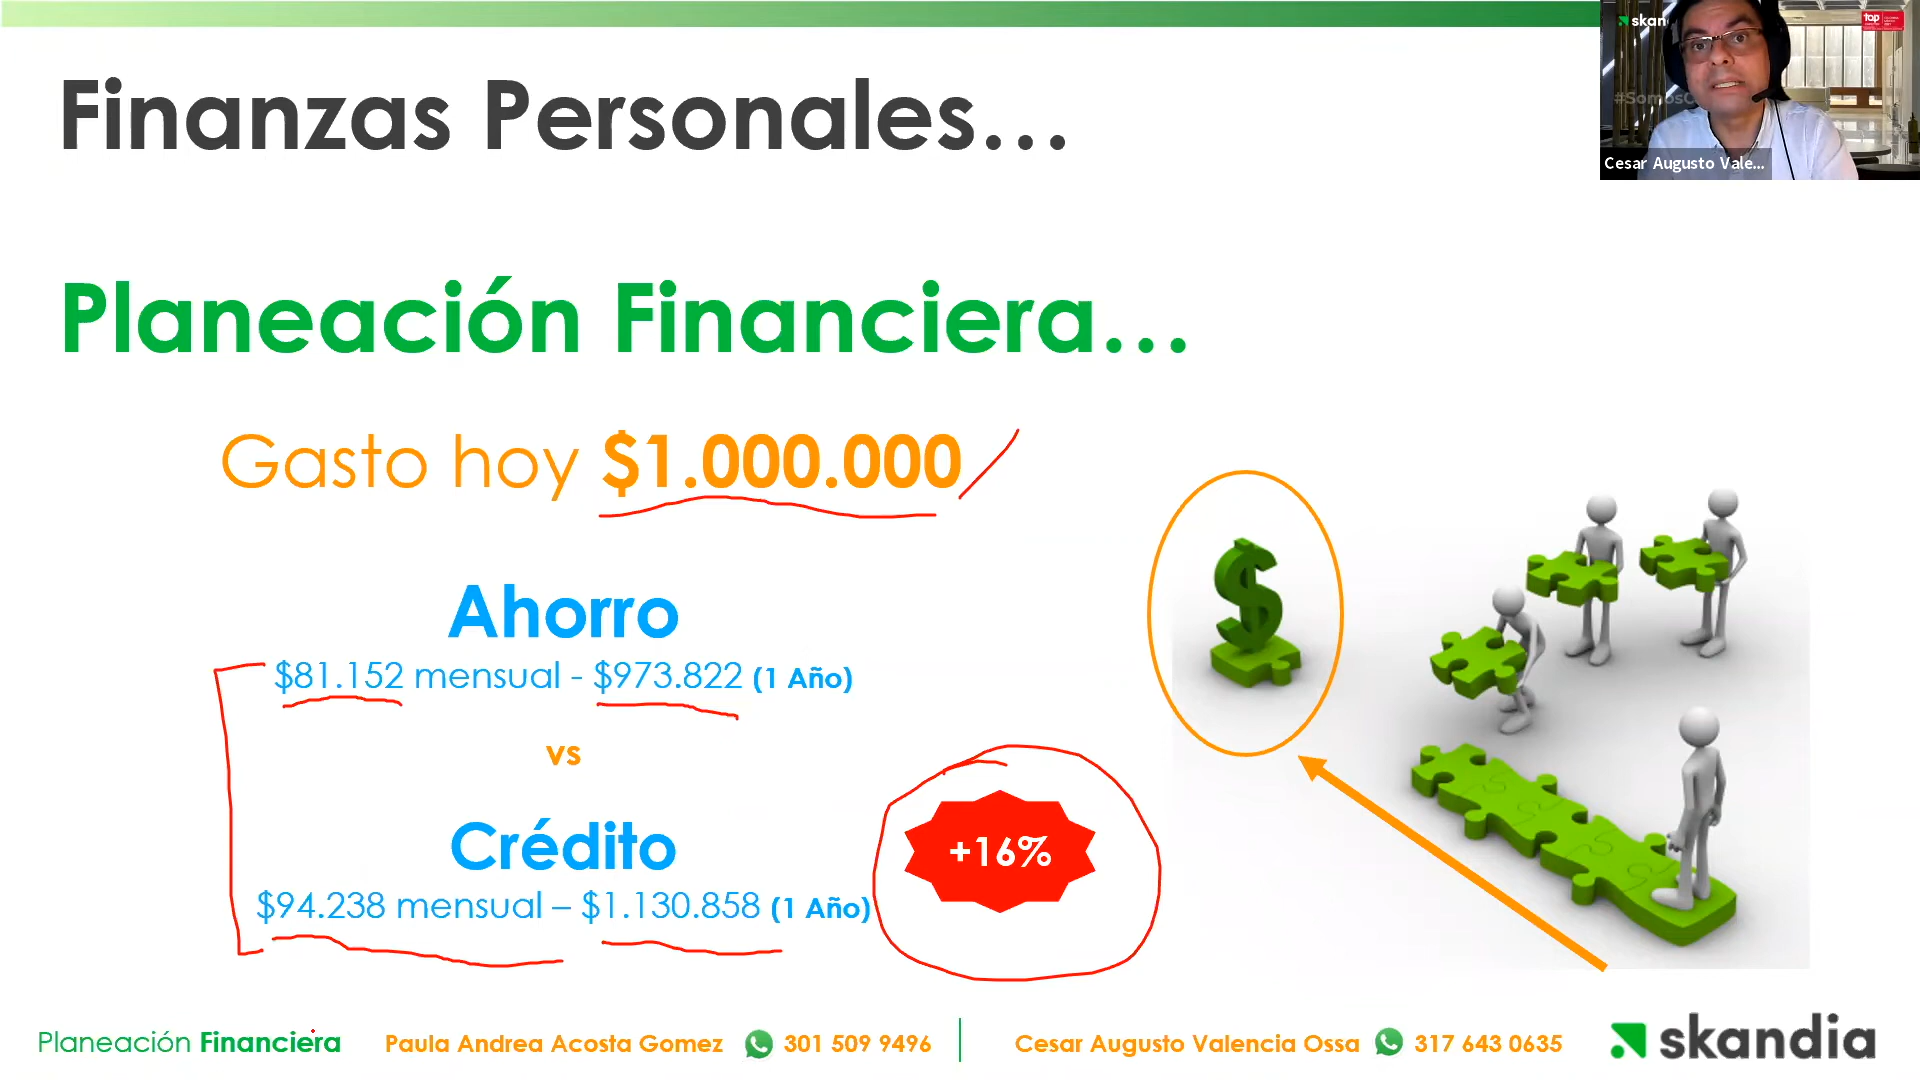 Finanzas Personales...
Planeación Financiera...
Gasto hoy $1.000.000
Ahorro
$81.152 mensual - $973.822 (1 Año)
vs
Crédito
$94.238 mensual – $1.130.858 (1 Año)
+16%
skan
top
#SomosC
Cesar Augusto Vale...
Planeación Financiera
Paula Andrea Acosta Gomez 301 509 9496
Cesar Augusto Valencia Ossa 317 643 0635
skandia